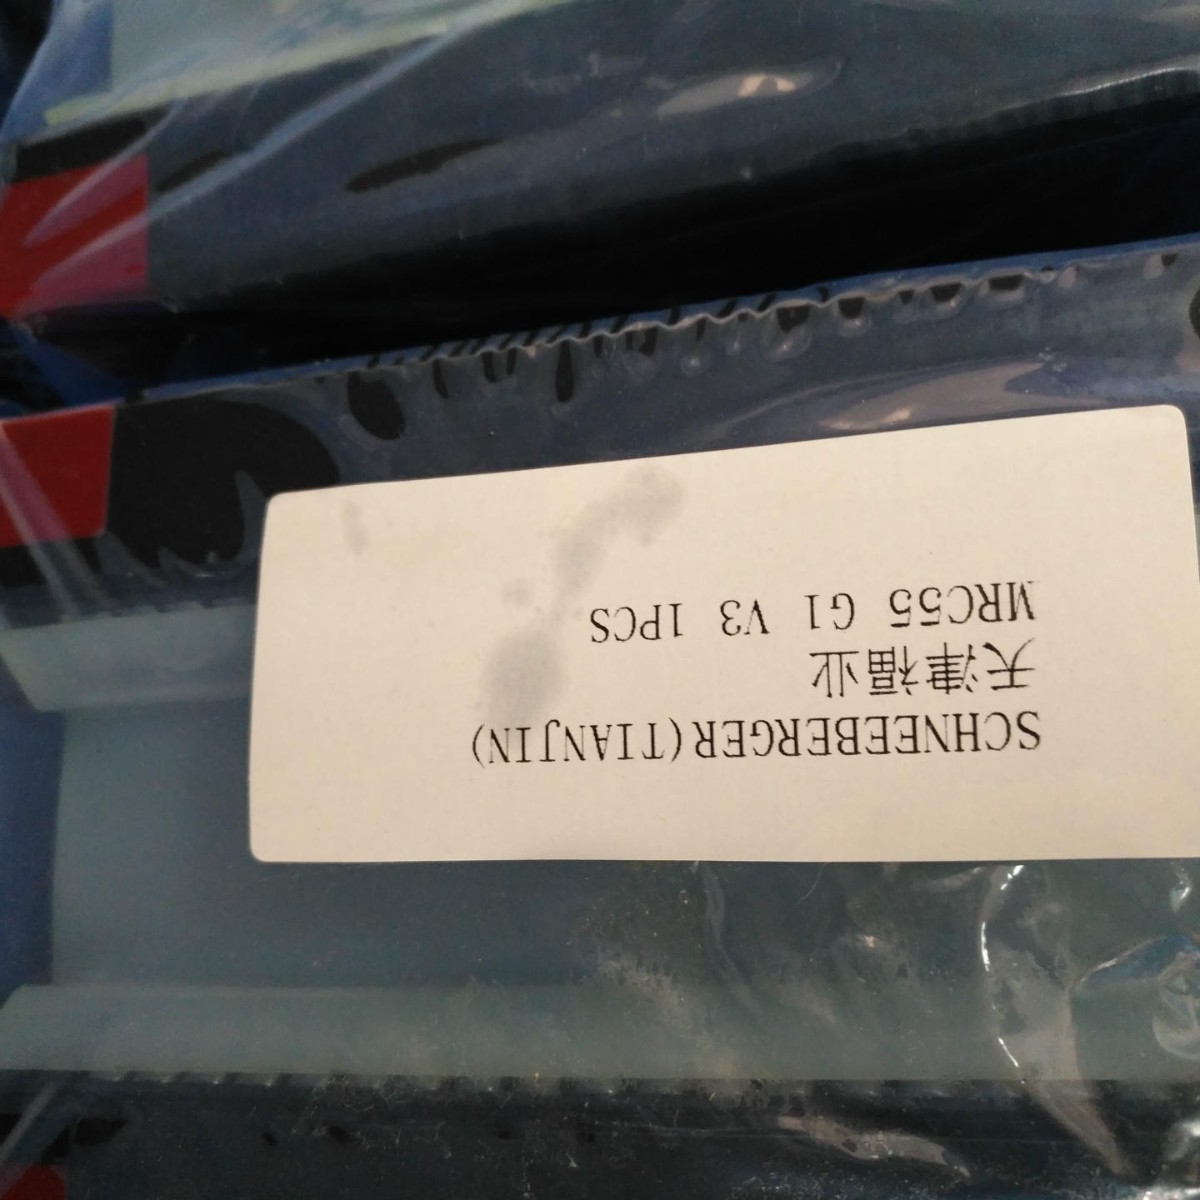 SCHNEEBERGER(TIANJIN)
天津福业
MRC55 G1 V3 1PCS